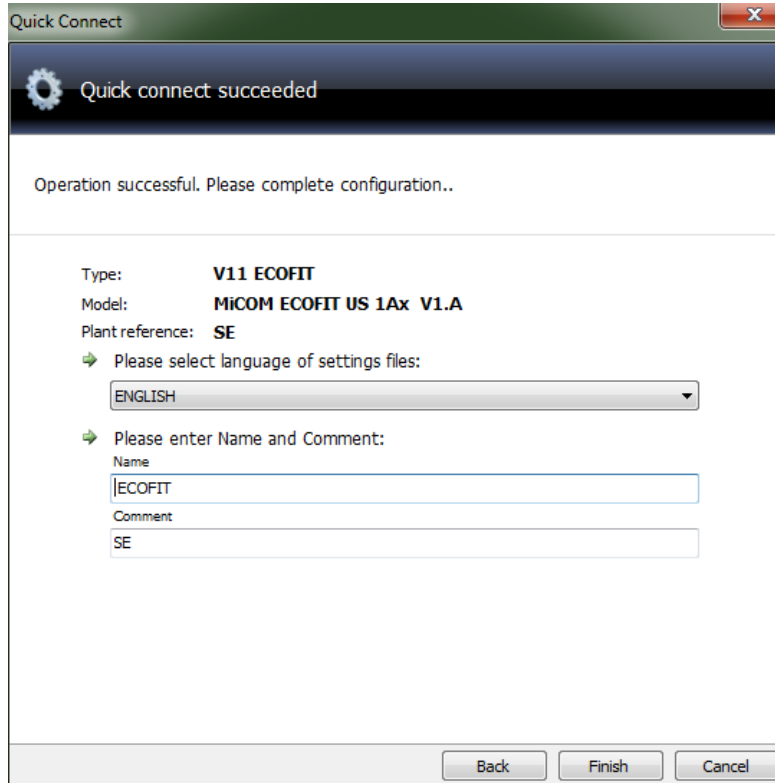 Quick Connect
Quick connect succeeded
Operation successful. Please complete configuration..
Type: V11 ECOFIT
Model: MiCOM ECOFIT US 1Ax V1.A
Plant reference: SE
Please select language of settings files:
ENGLISH
Please enter Name and Comment:
Name
ECOFIT
Comment
SE
Back Finish Cancel